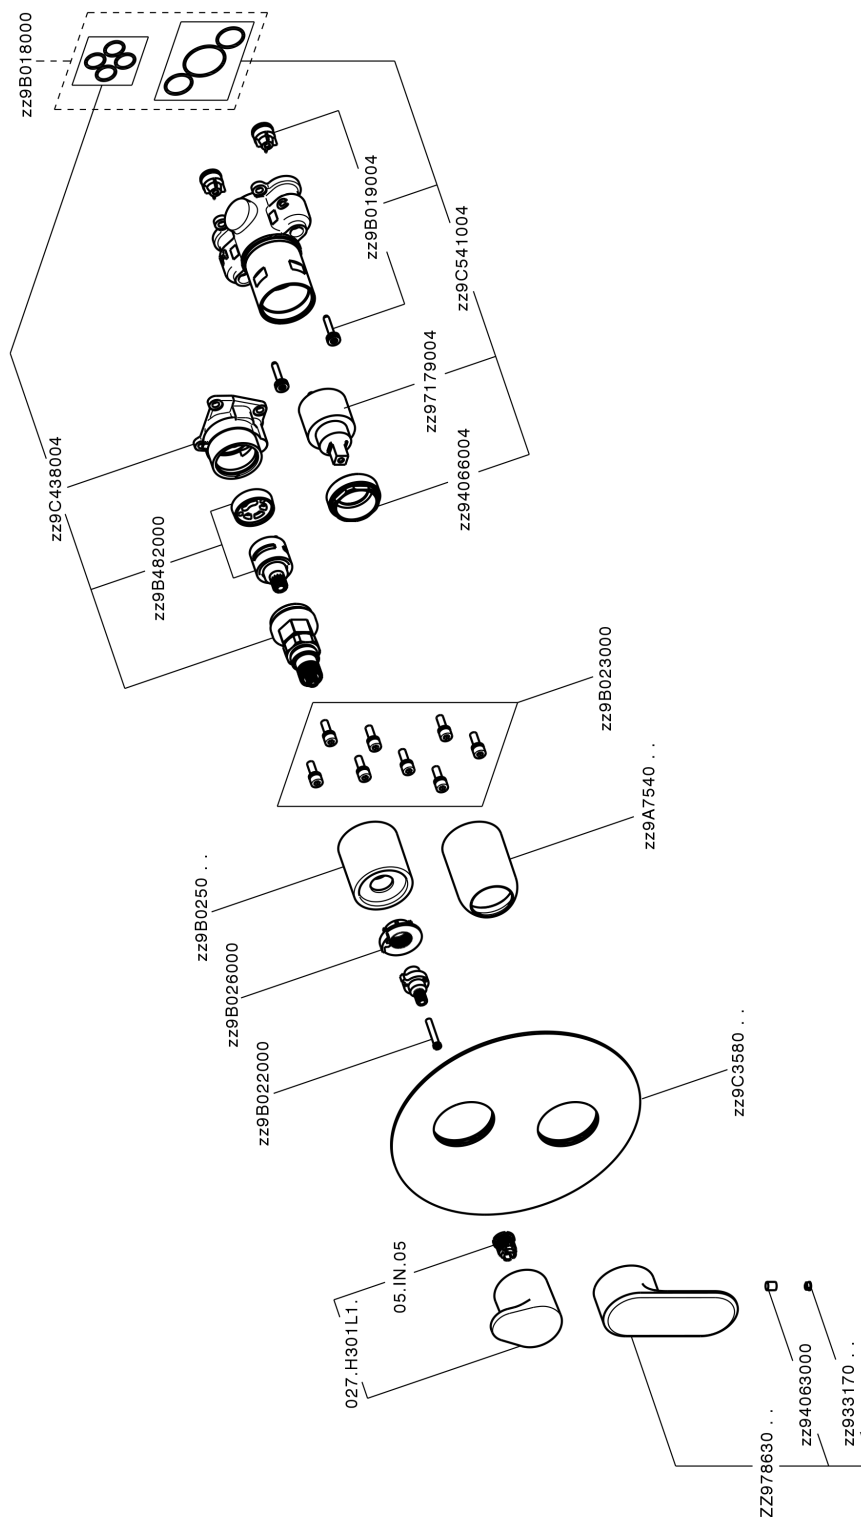 zz9B018000
zz9B019004
zz9C541004
zz97179004
zz94066004
zz9C438004
zz9B482000
zz9B023000
zz9A7540 . .
zz9B0250 . .
zz9B026000
zz9B022000
zz9C3580 . .
05.IN.05
027.H301L1.
zz94063000
zz933170 . .
ZZ978630 . .